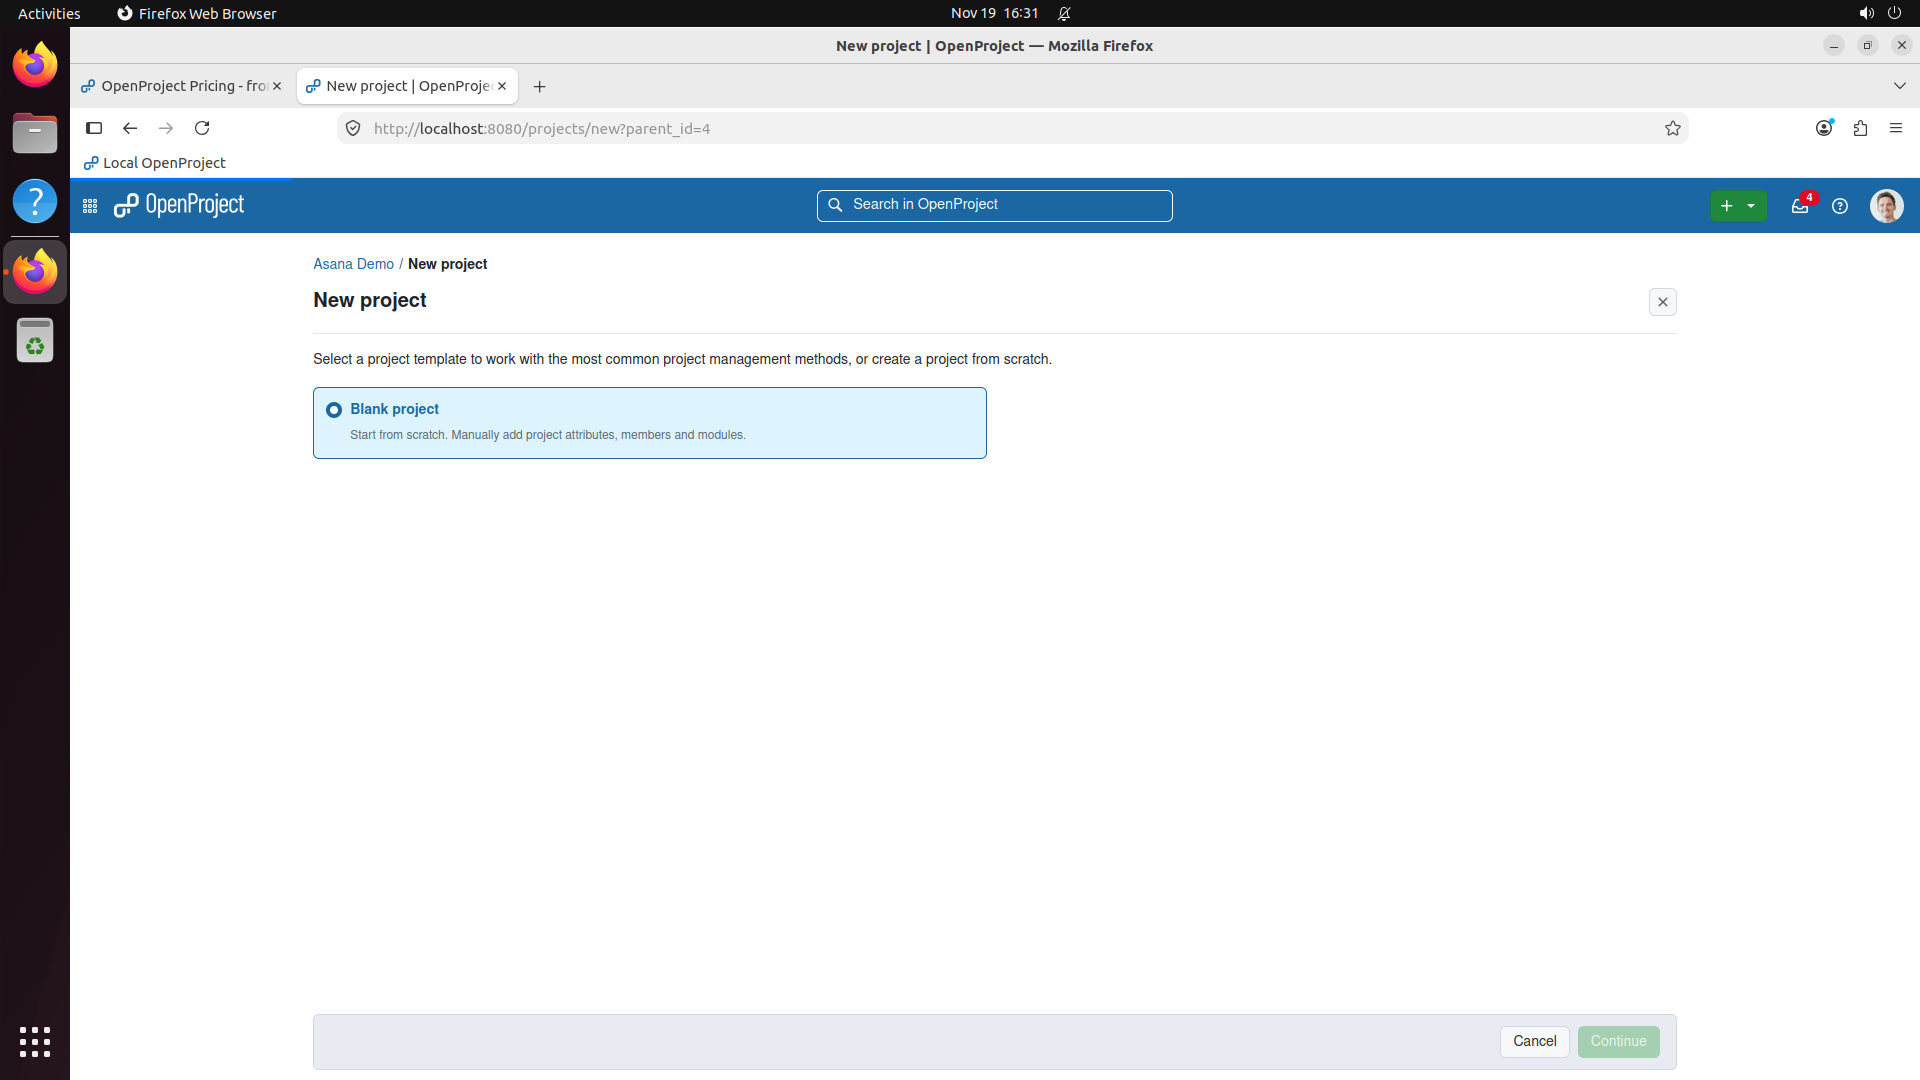 Activities
Firefox Web Browser
Nov 19 16:31
New project | OpenProject — Mozilla Firefox
OpenProject Pricing - fro
New project | OpenProje
http://localhost:8080/projects/new?parent_id=4
Local OpenProject
OpenProject
Search in OpenProject
4
Asana Demo / New project
New project
Select a project template to work with the most common project management methods, or create a project from scratch.
Blank project
Start from scratch. Manually add project attributes, members and modules.
Cancel
Continue